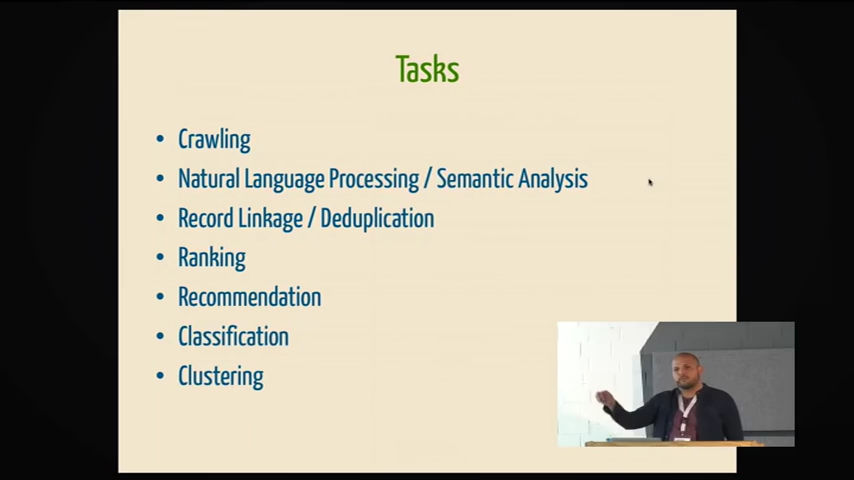 Tasks
• Crawling
• Natural Language Processing / Semantic Analysis
• Record Linkage / Deduplication
• Ranking
• Recommendation
• Classification
• Clustering